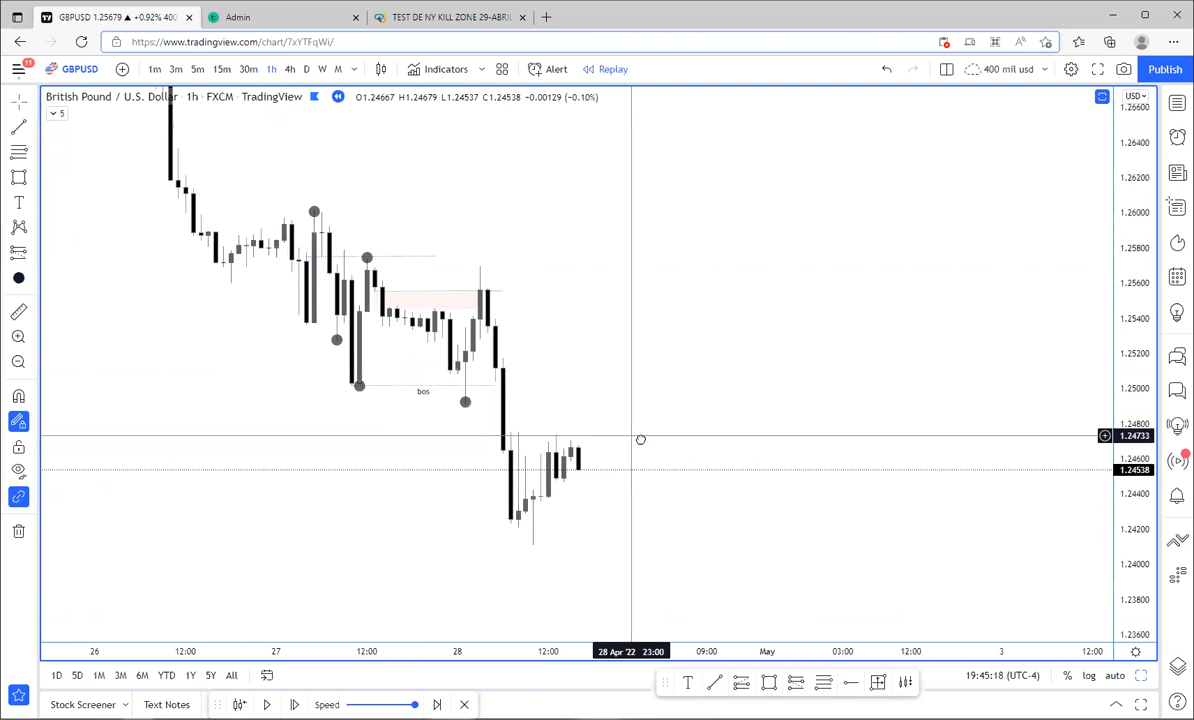 GBPUSD 1.25679 ▲ +0.92% 400
Admin
TEST DE NY KILL ZONE 29-ABRIL
https://www.tradingview.com/chart/7xYTFqWi/
11
GBPUSD
1m 3m 5m 15m 30m 1h 4h D W M
Indicators
Alert
Replay
400 mil usd
Publish
British Pound / U.S. Dollar · 1h · FXCM · TradingView
O1.24667 H1.24679 L1.24537 C1.24538 -0.00129 (-0.10%)
USD
5
1.26600
1.26400
1.26200
1.26000
1.25800
1.25600
1.25400
1.25200
1.25000
bos
1.24800
1.24733
1.24600
1.24538
1.24400
1.24200
1.24000
1.23800
1.23600
26 12:00 27 12:00 28 12:00 28 Apr '22 23:00 09:00 May 03:00 12:00 3 12:00
1D 5D 1M 3M 6M YTD 1Y 5Y All
19:45:18 (UTC-4) % log auto
Stock Screener
Text Notes
Speed